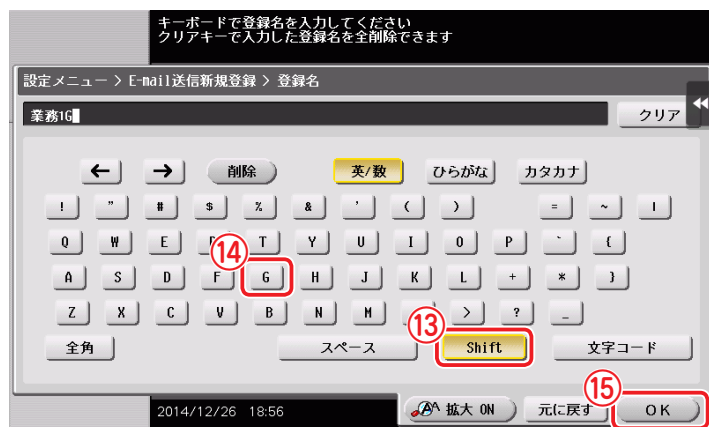 キーボードで登録名を入力してください
クリアキーで入力した登録名を全削除できます
設定メニュー > E-mail送信新規登録 > 登録名
業務1G
クリア
← → 削除 英/数 ひらがな カタカナ
! " # $ % & ' ( ) = ~ |
Q W E T Y U I O P ` {
⑭
A S D F G H J K L + * }
Z X C V B N M > ? _
⑬
全角 スペース Shift 文字コード
⑮
2014/12/26 18:56 拡大 ON 元に戻す OK